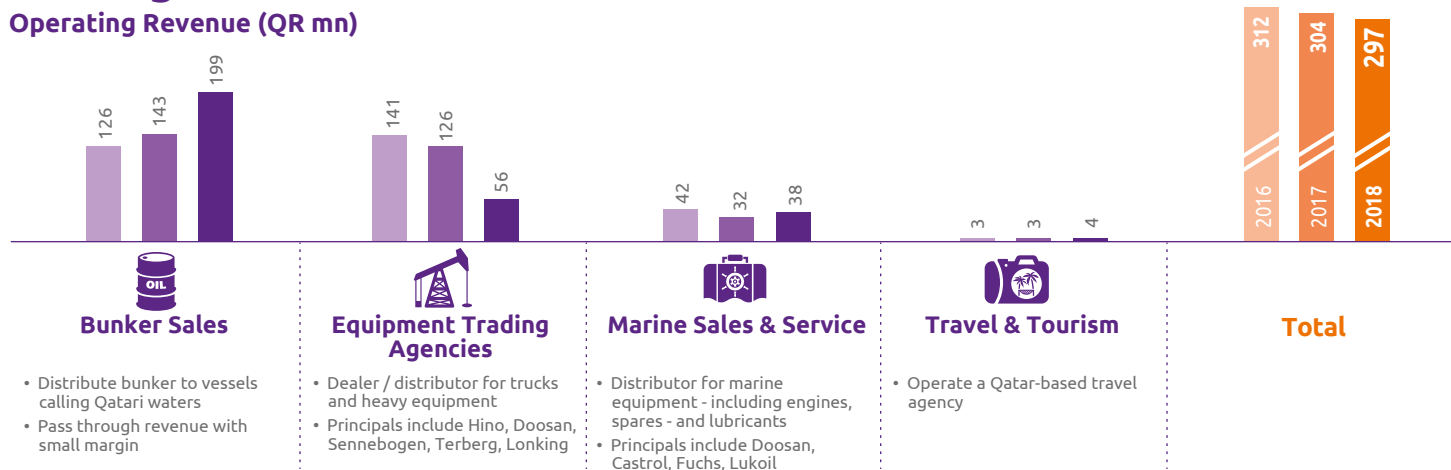 Operating Revenue (QR mn)
126
143
199
141
126
56
42
32
38
3
3
4
312
304
297
2016
2017
2018
OIL
Bunker Sales
Equipment Trading
Agencies
Marine Sales & Service
Travel & Tourism
Total
• Distribute bunker to vessels
calling Qatari waters
• Pass through revenue with
small margin
• Dealer / distributor for trucks
and heavy equipment
• Principals include Hino, Doosan,
Sennebogen, Terberg, Lonking
• Distributor for marine
equipment - including engines,
spares - and lubricants
• Principals include Doosan,
Castrol, Fuchs, Lukoil
• Operate a Qatar-based travel
agency